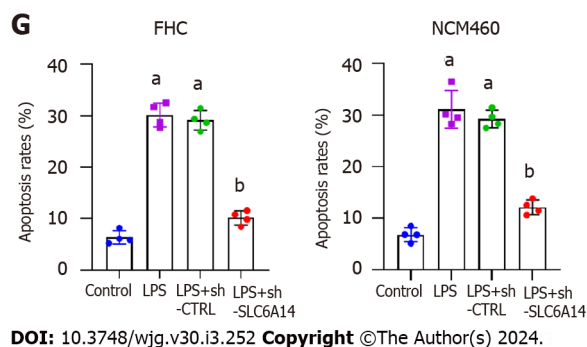 G
FHC
NCM460
Apoptosis rates (%)
40
30
20
10
0
a
a
b
Control
LPS
LPS+sh
-CTRL
LPS+sh
-SLC6A14
Apoptosis rates (%)
40
30
20
10
0
a
a
b
Control
LPS
LPS+sh
-CTRL
LPS+sh
-SLC6A14
DOI: 10.3748/wjg.v30.i3.252 Copyright ©The Author(s) 2024.